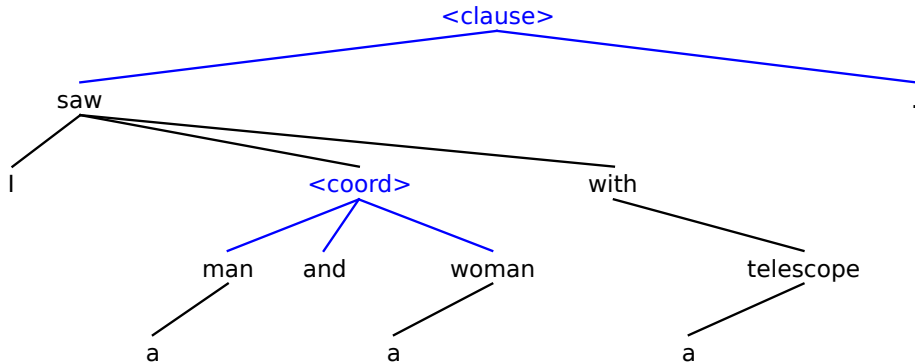 <clause>
saw .
I <coord> with
man and woman telescope
a a a